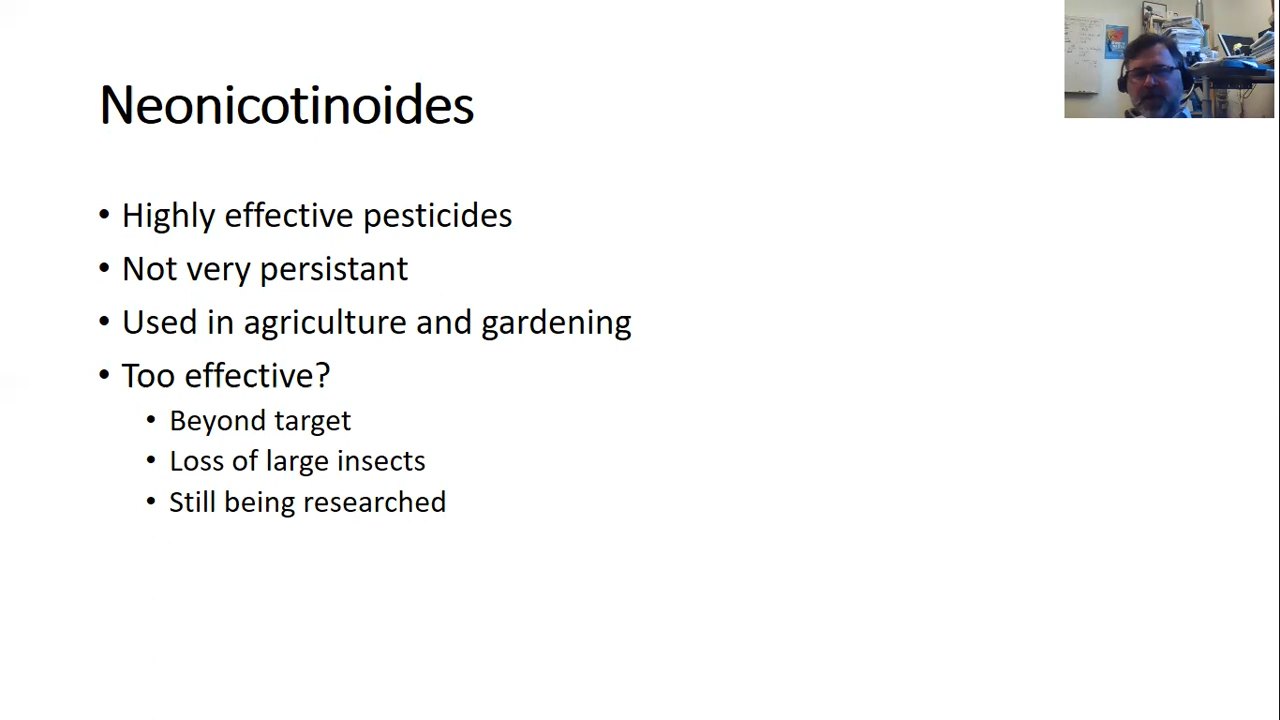 Neonicotinoides
• Highly effective pesticides
• Not very persistant
• Used in agriculture and gardening
• Too effective?
• Beyond target
• Loss of large insects
• Still being researched